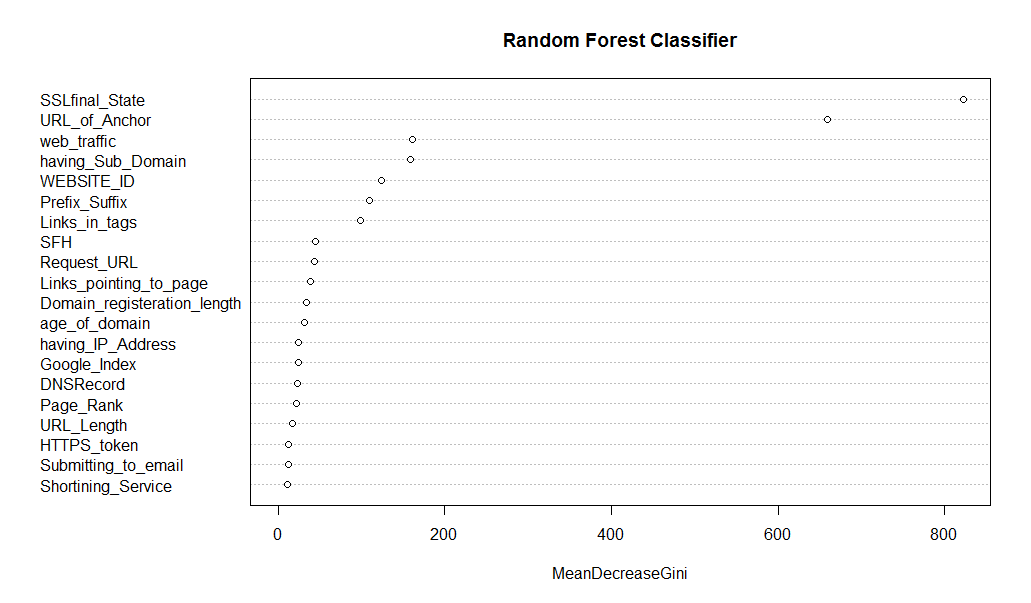 Random Forest Classifier
SSLfinal_State
URL_of_Anchor
web_traffic
having_Sub_Domain
WEBSITE_ID
Prefix_Suffix
Links_in_tags
SFH
Request_URL
Links_pointing_to_page
Domain_registeration_length
age_of_domain
having_IP_Address
Google_Index
DNSRecord
Page_Rank
URL_Length
HTTPS_token
Submitting_to_email
Shortining_Service
0 200 400 600 800
MeanDecreaseGini